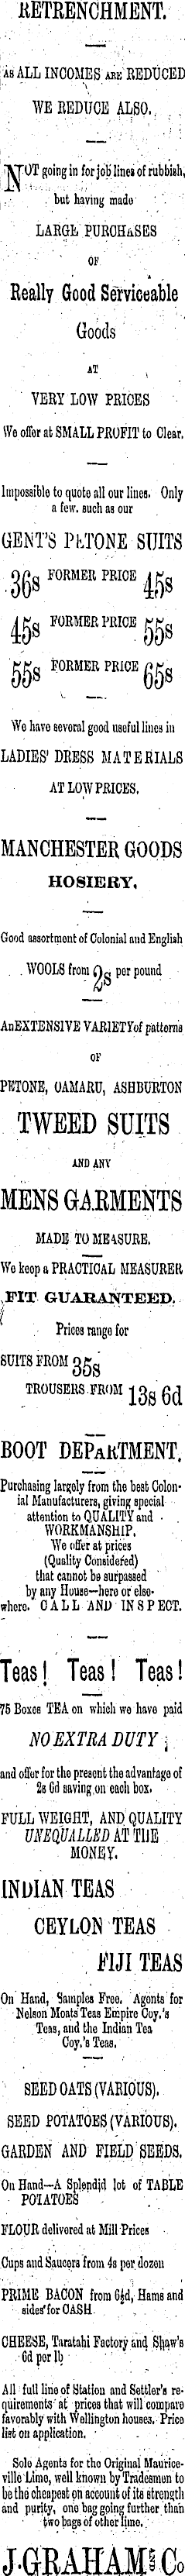 RETRENCHMENT.
AS ALL INCOMES ARE REDUCED
WE REDUCE ALSO.
NOT going in for job lines of rubbish,
but having made
LARGE PURCHASES
OF
Really Good Serviceable
Goods
AT
VERY LOW PRICES
We offer at SMALL PROFIT to Clear.
Impossible to quote all our lines. Only
a few. such as our
GENT'S PETONE SUITS
36s FORMER PRICE 45s
45s FORMER PRICE 55s
55s FORMER PRICE 65s
We have several good useful lines in
LADIES' DRESS MATERIALS
AT LOW PRICES.
MANCHESTER GOODS
HOSIERY.
Good assortment of Colonial and English
WOOLS from 2s per pound
An EXTENSIVE VARIETY of patterns
OF
PETONE, OAMARU, ASHBURTON
TWEED SUITS
AND ANY
MENS GARMENTS
MADE TO MEASURE.
We keep a PRACTICAL MEASURER
FIT GUARANTEED.
Prices range for
SUITS FROM 35s
TROUSERS FROM 13s 6d
BOOT DEPARTMENT.
Purchasing largely from the best Colon-
ial Manufacturers, giving special
attention to QUALITY and
WORKMANSHIP.
We offer at prices
(Quality Considered)
that cannot be surpassed
by any House—here or else-
where. CALL AND INSPECT.
Teas! Teas! Teas!
75 Boxes TEA on which we have paid
NO EXTRA DUTY;
and offer for the present the advantage of
2s 6d saving on each box.
FULL WEIGHT, AND QUALITY
UNEQUALLED AT THE
MONEY.
INDIAN TEAS
CEYLON TEAS
FIJI TEAS
On Hand, Samples Free. Agents for
Nelson Moats Teas Empire Coy.'s
Teas, and the Indian Tea
Coy.'s Teas.
SEED OATS (VARIOUS).
SEED POTATOES (VARIOUS).
GARDEN AND FIELD SEEDS.
On Hand—A Splendid lot of TABLE
POTATOES
FLOUR delivered at Mill Prices
Cups and Saucers from 4s per dozen
PRIME BACON from 6½d, Hams and
sides for CASH
CHEESE, Taratahi Factory and Shaw's
6d per lb
All full line of Station and Settler's re-
quirements at prices that will compare
favorably with Wellington houses. Price
list on application.
Sole Agents for the Original Maurice-
ville Lime, well known by Tradesmen to
be the cheapest on account of its strength
and purity, one bag going further than
two bags of other lime.
J. GRAHAM & Co